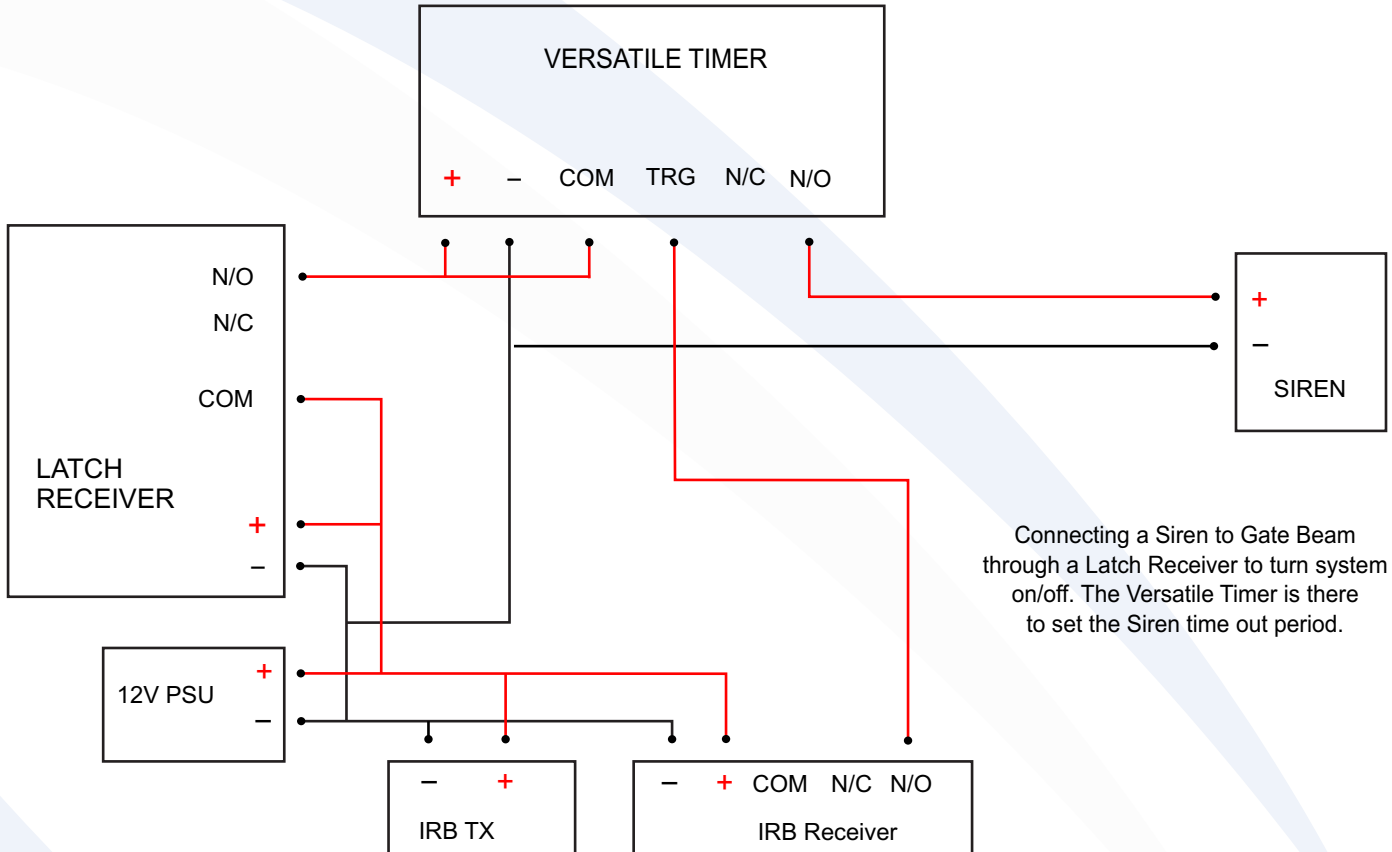 VERSATILE TIMER
+ – COM TRG N/C N/O
N/O
N/C
COM
LATCH
RECEIVER
+
–
+
–
SIREN
Connecting a Siren to Gate Beam
through a Latch Receiver to turn system
on/off. The Versatile Timer is there
to set the Siren time out period.
12V PSU
+
–
– +
IRB TX
– + COM N/C N/O
IRB Receiver